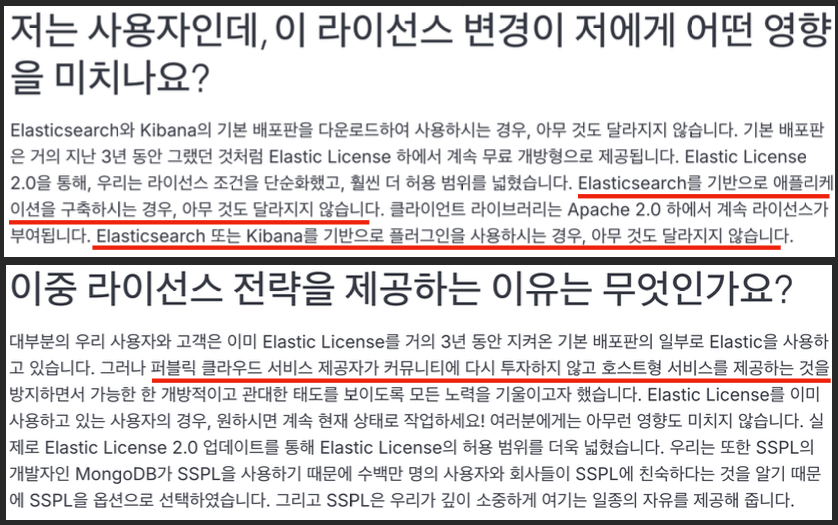 저는 사용자인데, 이 라이선스 변경이 저에게 어떤 영향
을 미치나요?
Elasticsearch와 Kibana의 기본 배포판을 다운로드하여 사용하시는 경우, 아무 것도 달라지지 않습니다. 기본 배포판
은 거의 지난 3년 동안 그랬던 것처럼 Elastic License 하에서 계속 무료 개방형으로 제공됩니다. Elastic License
2.0을 통해, 우리는 라이선스 조건을 단순화했고, 훨씬 더 허용 범위를 넓혔습니다. Elasticsearch를 기반으로 애플리케
이션을 구축하시는 경우, 아무 것도 달라지지 않습니다. 클라이언트 라이브러리는 Apache 2.0 하에서 계속 라이선스가
부여됩니다. Elasticsearch 또는 Kibana를 기반으로 플러그인을 사용하시는 경우, 아무 것도 달라지지 않습니다.
이중 라이선스 전략을 제공하는 이유는 무엇인가요?
대부분의 우리 사용자와 고객은 이미 Elastic License를 거의 3년 동안 지켜온 기본 배포판의 일부로 Elastic을 사용하
고 있습니다. 그러나 퍼블릭 클라우드 서비스 제공자가 커뮤니티에 다시 투자하지 않고 호스트형 서비스를 제공하는 것을
방지하면서 가능한 한 개방적이고 관대한 태도를 보이도록 모든 노력을 기울이고자 했습니다. Elastic License를 이미
사용하고 있는 사용자의 경우, 원하시면 계속 현재 상태로 작업하세요! 여러분에게는 아무런 영향도 미치지 않습니다. 실
제로 Elastic License 2.0 업데이트를 통해 Elastic License의 허용 범위를 더욱 넓혔습니다. 우리는 또한 SSPL의
개발자인 MongoDB가 SSPL을 사용하기 때문에 수백만 명의 사용자와 회사들이 SSPL에 친숙하다는 것을 알기 때문
에 SSPL을 옵션으로 선택하였습니다. 그리고 SSPL은 우리가 깊이 소중하게 여기는 일종의 자유를 제공해 줍니다.